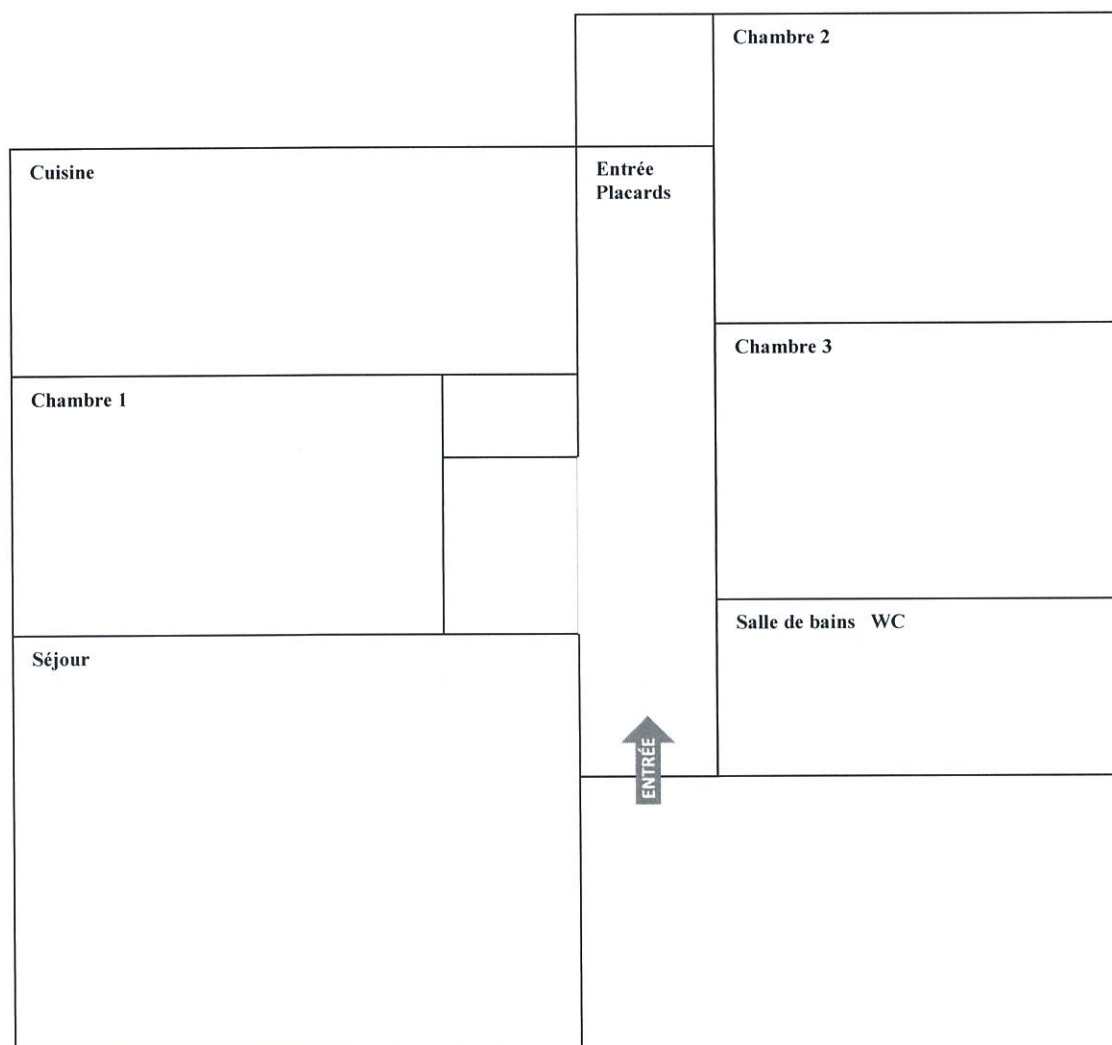 Chambre 2
Cuisine
Entrée
Placards
Chambre 3
Chambre 1
Salle de bains WC
Séjour
ENTRÉE